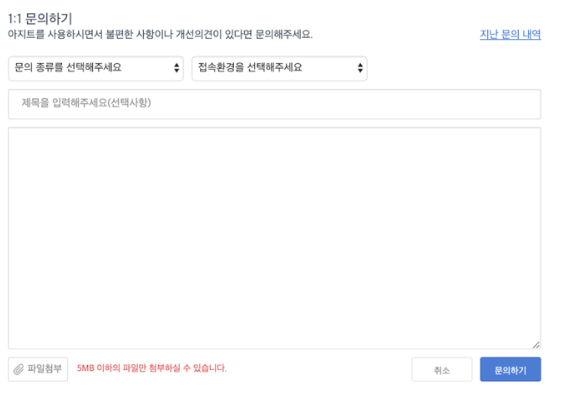 1:1 문의하기
아지트를 사용하시면서 불편한 사항이나 개선의견이 있다면 문의해주세요.
지난 문의 내역
문의 종류를 선택해주세요
접속환경을 선택해주세요
제목을 입력해주세요(선택사항)
파일첨부
5MB 이하의 파일만 첨부하실 수 있습니다.
취소
문의하기